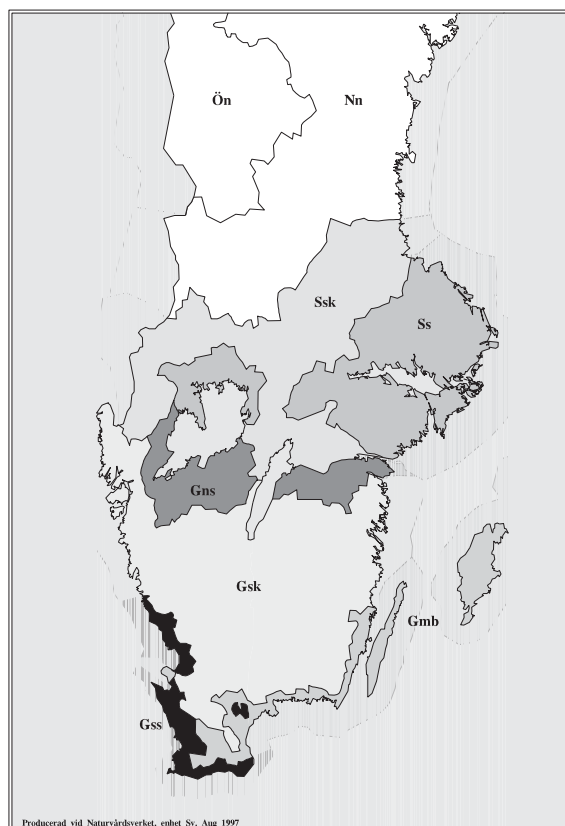 Ön
Nn
Ssk
Ss
Gns
Gsk
Gmb
Gss
Producerad vid Naturvårdsverket, enhet Sv, Aug 1997